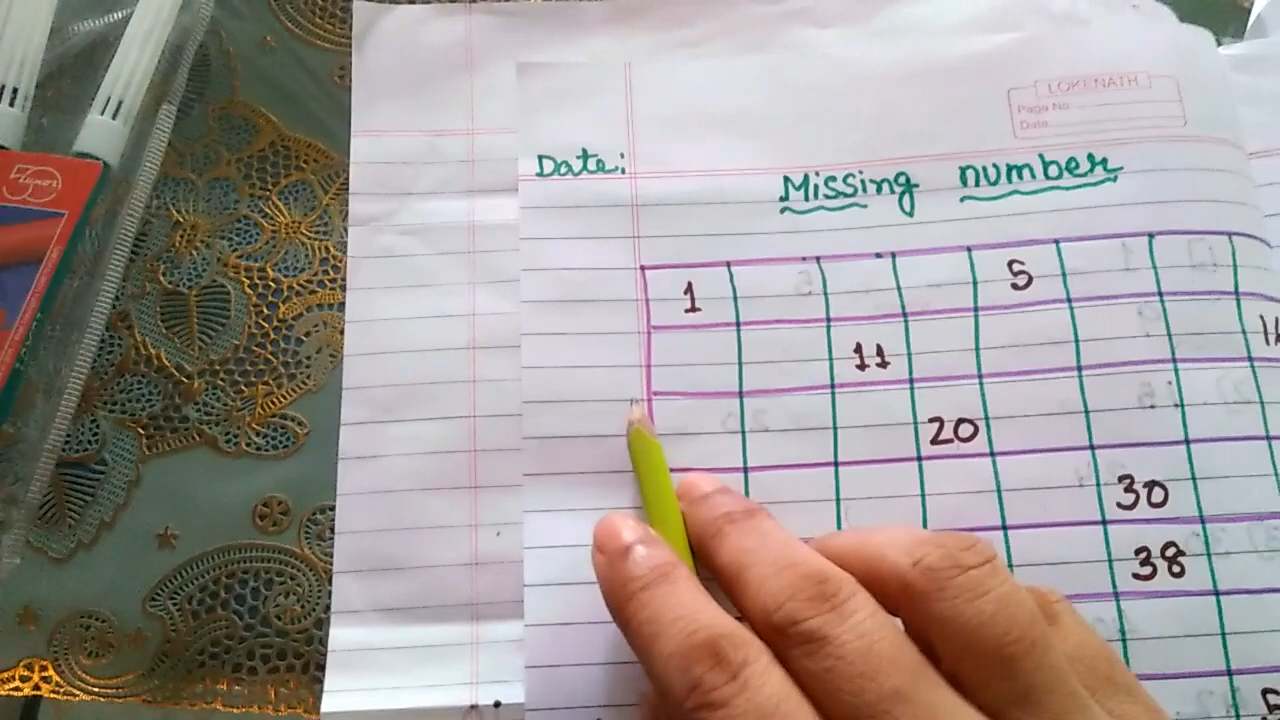 LOKENATH
Page No
Date
Date:
Missing number
1 5
11
20
30
38